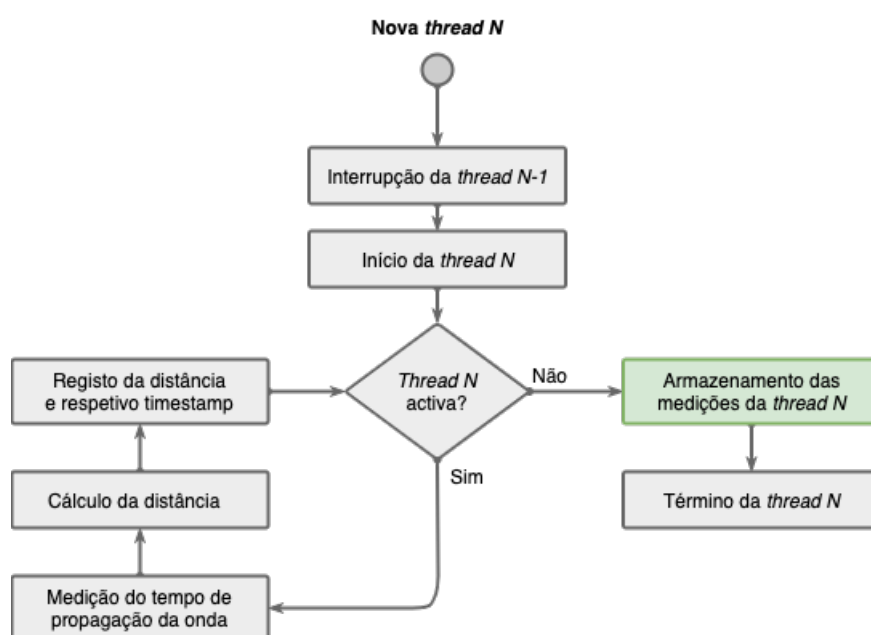 Nova thread N
Interrupção da thread N-1
Início da thread N
Thread N
activa?
Não
Sim
Armazenamento das
medições da thread N
Término da thread N
Medição do tempo de
propagação da onda
Cálculo da distância
Registo da distância
e respetivo timestamp